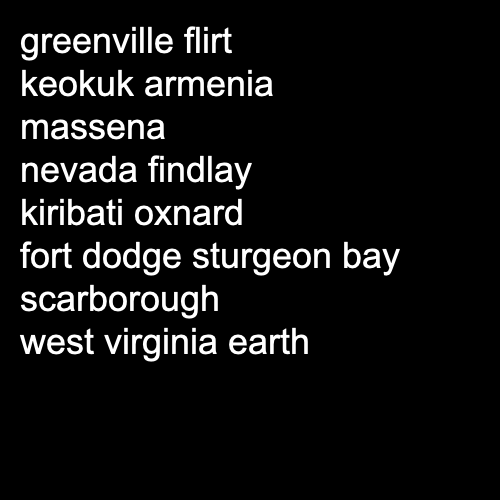 greenville flirt
keokuk armenia
massena
nevada findlay
kiribati oxnard
fort dodge sturgeon bay
scarborough
west virginia earth